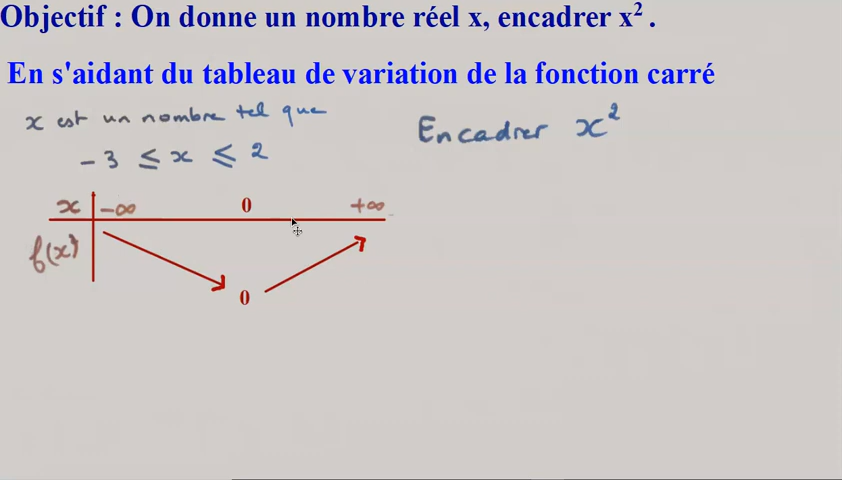 Objectif : On donne un nombre réel x, encadrer x².
En s'aidant du tableau de variation de la fonction carré
x est un nombre tel que
-3 ≤ x ≤ 2
Encadrer x²
x -∞ 0 +∞
f(x)
0